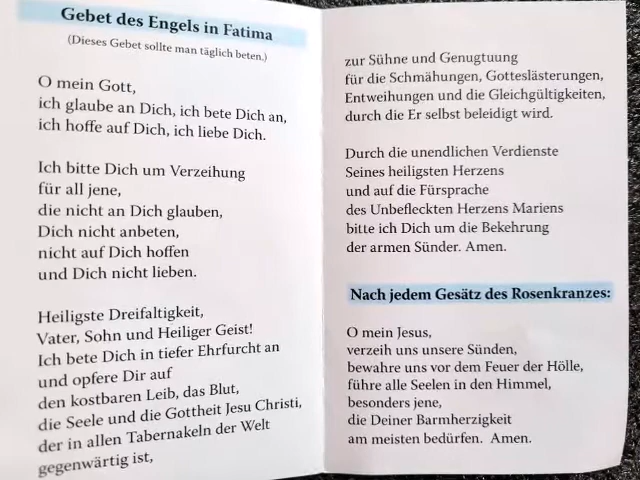 Gebet des Engels in Fatima
(Dieses Gebet sollte man täglich beten.)
O mein Gott,
ich glaube an Dich, ich bete Dich an,
ich hoffe auf Dich, ich liebe Dich.
Ich bitte Dich um Verzeihung
für all jene,
die nicht an Dich glauben,
Dich nicht anbeten,
nicht auf Dich hoffen
und Dich nicht lieben.
Heiligste Dreifaltigkeit,
Vater, Sohn und Heiliger Geist!
Ich bete Dich in tiefer Ehrfurcht an
und opfere Dir auf
den kostbaren Leib, das Blut,
die Seele und die Gottheit Jesu Christi,
der in allen Tabernakeln der Welt
gegenwärtig ist,
zur Sühne und Genugtuung
für die Schmähungen, Gotteslästerungen,
Entweihungen und die Gleichgültigkeiten,
durch die Er selbst beleidigt wird.
Durch die unendlichen Verdienste
Seines heiligsten Herzens
und auf die Fürsprache
des Unbefleckten Herzens Mariens
bitte ich Dich um die Bekehrung
der armen Sünder. Amen.
Nach jedem Gesätz des Rosenkranzes:
O mein Jesus,
verzeih uns unsere Sünden,
bewahre uns vor dem Feuer der Hölle,
führe alle Seelen in den Himmel,
besonders jene,
die Deiner Barmherzigkeit
am meisten bedürfen. Amen.